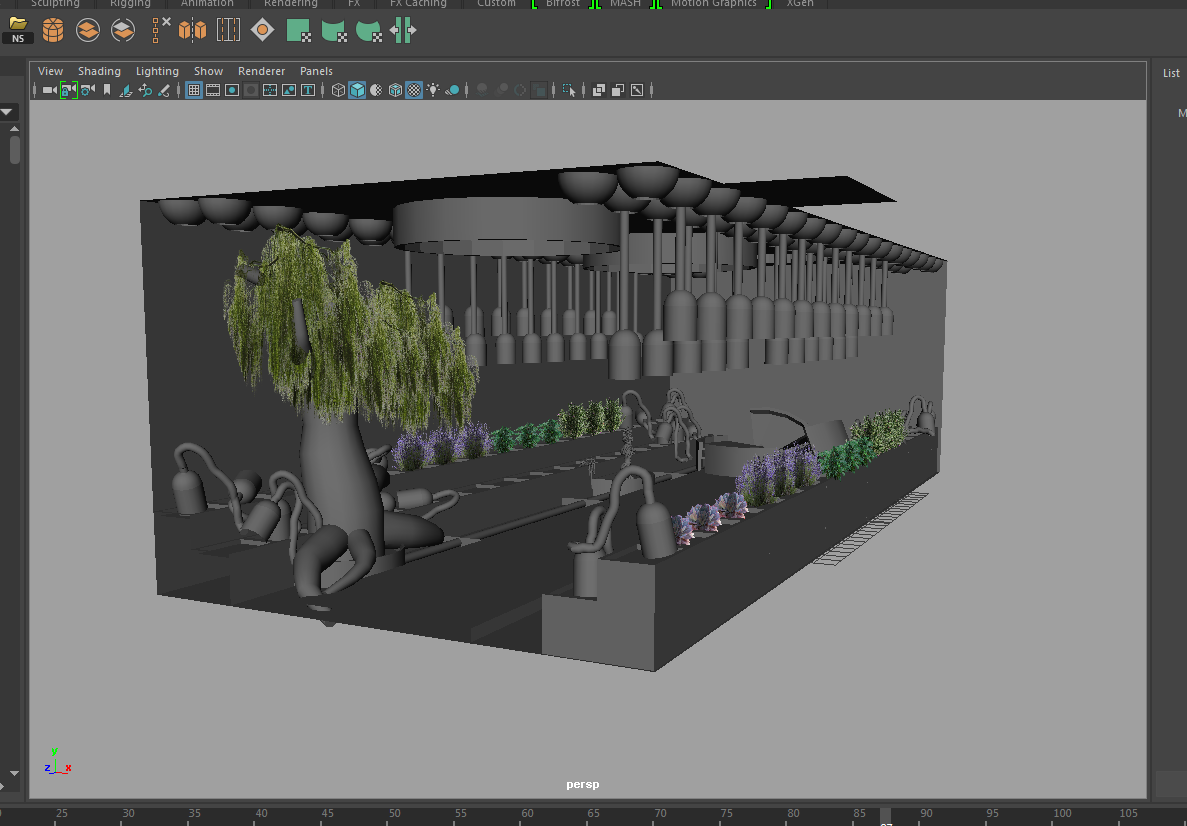 Sculpting Rigging Animation Rendering FX FX Caching Custom Bifrost MASH Motion Graphics XGen
NS
View Shading Lighting Show Renderer Panels
List
M
persp
y
z x
25 30 35 40 45 50 55 60 65 70 75 80 85 90 95 100 105